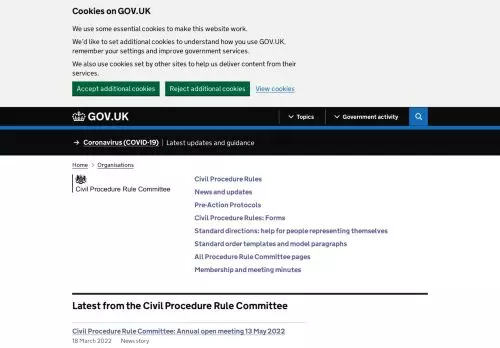 Cookies on GOV.UK
We use some essential cookies to make this website work.
We'd like to set additional cookies to understand how you use GOV.UK,
remember your settings and improve government services.
We also use cookies set by other sites to help us deliver content from their
services.
Accept additional cookies Reject additional cookies View cookies
GOV.UK Topics Government activity
→ Coronavirus (COVID-19) Latest updates and guidance
Home > Organisations
Civil Procedure Rule Committee
Civil Procedure Rules
News and updates
Pre-Action Protocols
Civil Procedure Rules: Forms
Standard directions: help for people representing themselves
Standard order templates and model paragraphs
All Procedure Rule Committee pages
Membership and meeting minutes
Latest from the Civil Procedure Rule Committee
Civil Procedure Rule Committee: Annual open meeting 13 May 2022
18 March 2022 News story